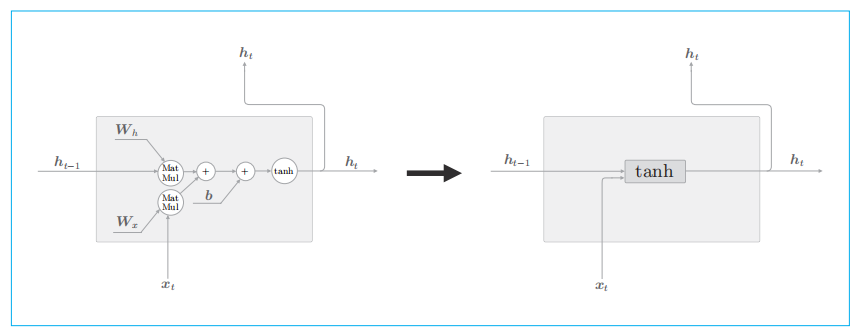 h_t
W_h
h_{t-1}
Mat
Mul
+
+
tanh
h_t
Mat
Mul
b
W_x
x_t
h_t
h_{t-1}
tanh
h_t
x_t